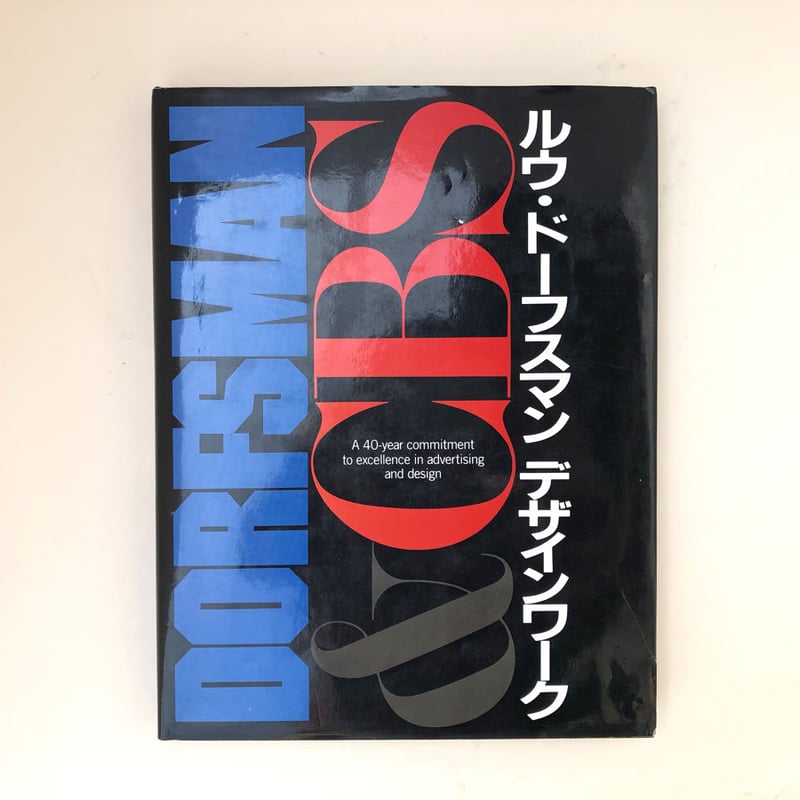 DORFSMAN
& CBS
A 40-year commitment
to excellence in advertising
and design
ルウ・ドーフスマン デザインワーク